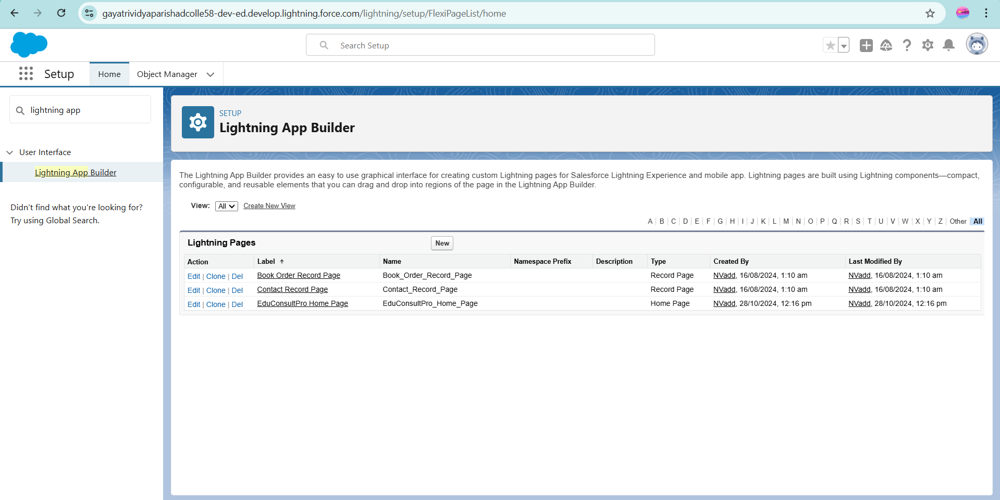 gayatrividyaparishadcolle58-dev-ed.develop.lightning.force.com/lightning/setup/FlexiPageList/home
Search Setup
Setup
Home
Object Manager
lightning app
User Interface
Lightning App Builder
Didn't find what you're looking for?
Try using Global Search.
SETUP
Lightning App Builder
The Lightning App Builder provides an easy to use graphical interface for creating custom Lightning pages for Salesforce Lightning Experience and mobile app. Lightning pages are built using Lightning components—compact,
configurable, and reusable elements that you can drag and drop into regions of the page in the Lightning App Builder.
View: All Create New View
A | B | C | D | E | F | G | H | I | J | K | L | M | N | O | P | Q | R | S | T | U | V | W | X | Y | Z | Other | All
Lightning Pages New
Action Label Name Namespace Prefix Description Type Created By Last Modified By
Edit | Clone | Del Book Order Record Page Book_Order_Record_Page Record Page NVadd, 16/08/2024, 1:10 am NVadd, 16/08/2024, 1:10 am
Edit | Clone | Del Contact Record Page Contact_Record_Page Record Page NVadd, 16/08/2024, 1:10 am NVadd, 16/08/2024, 1:10 am
Edit | Clone | Del EduConsultPro Home Page EduConsultPro_Home_Page Home Page NVadd, 28/10/2024, 12:16 pm NVadd, 28/10/2024, 12:16 pm